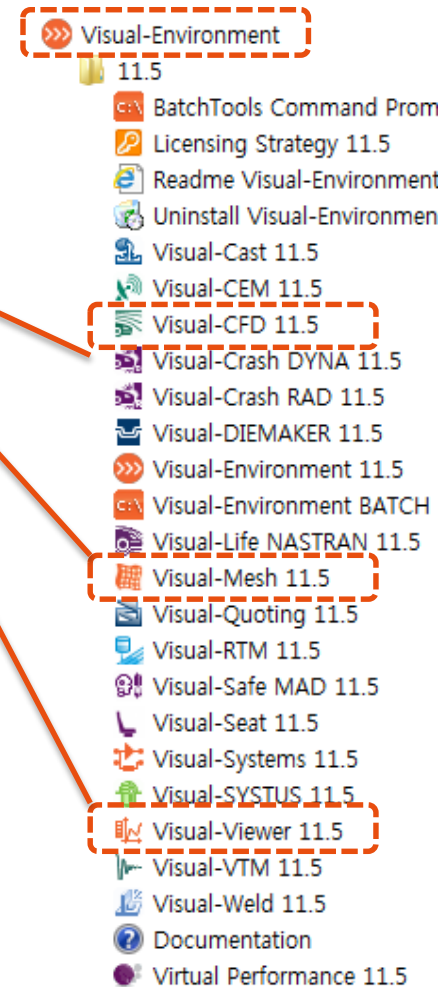 Visual-Environment
11.5
BatchTools Command Prom
Licensing Strategy 11.5
Readme Visual-Environment
Uninstall Visual-Environmen
Visual-Cast 11.5
Visual-CEM 11.5
Visual-CFD 11.5
Visual-Crash DYNA 11.5
Visual-Crash RAD 11.5
Visual-DIEMAKER 11.5
Visual-Environment 11.5
Visual-Environment BATCH
Visual-Life NASTRAN 11.5
Visual-Mesh 11.5
Visual-Quoting 11.5
Visual-RTM 11.5
Visual-Safe MAD 11.5
Visual-Seat 11.5
Visual-Systems 11.5
Visual-SYSTUS 11.5
Visual-Viewer 11.5
Visual-VTM 11.5
Visual-Weld 11.5
Documentation
Virtual Performance 11.5